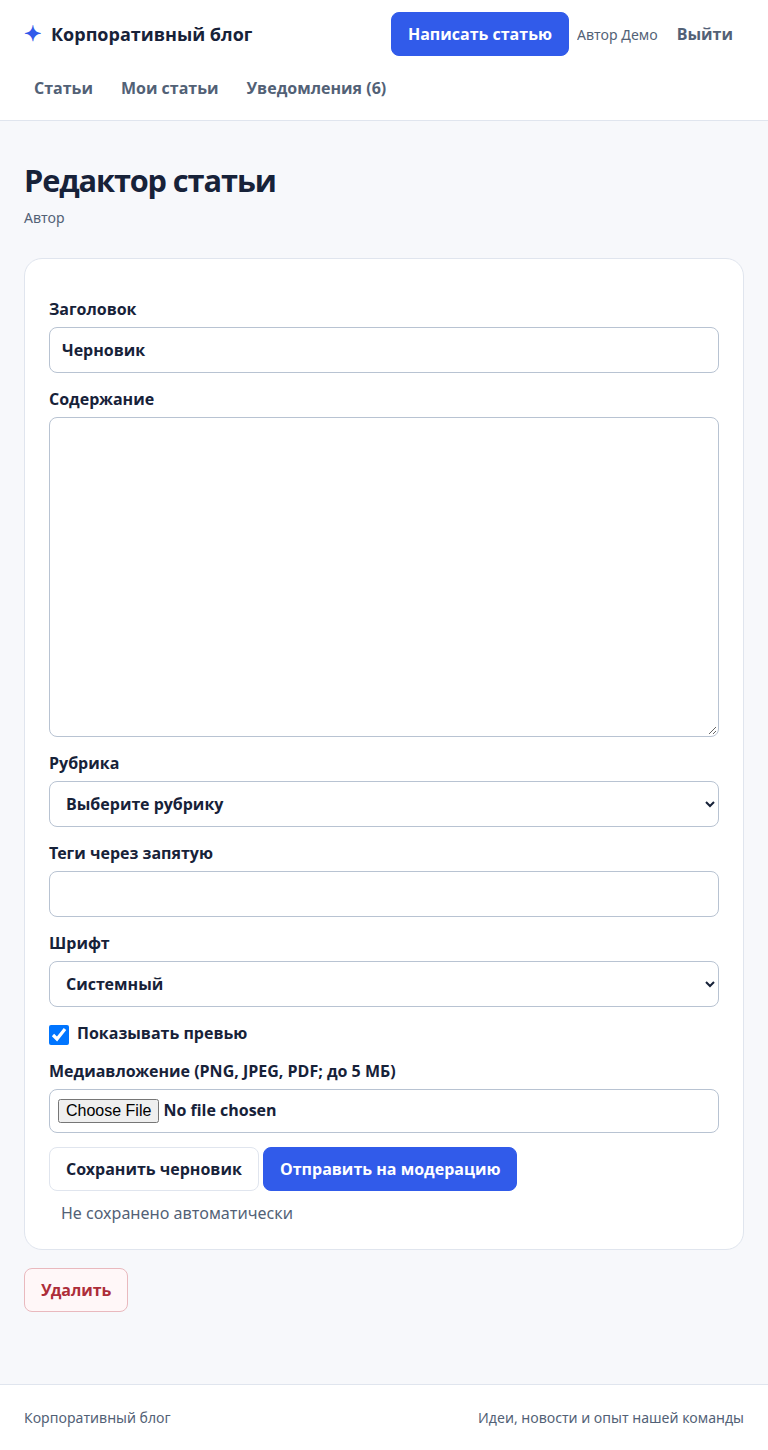 Корпоративный блог
Написать статью
Автор Демо
Выйти
Статьи
Мои статьи
Уведомления (6)
Редактор статьи
Автор
Заголовок
Черновик
Содержание
Рубрика
Выберите рубрику
Теги через запятую
Шрифт
Системный
Показывать превью
Медиавложение (PNG, JPEG, PDF; до 5 МБ)
Choose File No file chosen
Сохранить черновик
Отправить на модерацию
Не сохранено автоматически
Удалить
Корпоративный блог
Идеи, новости и опыт нашей команды